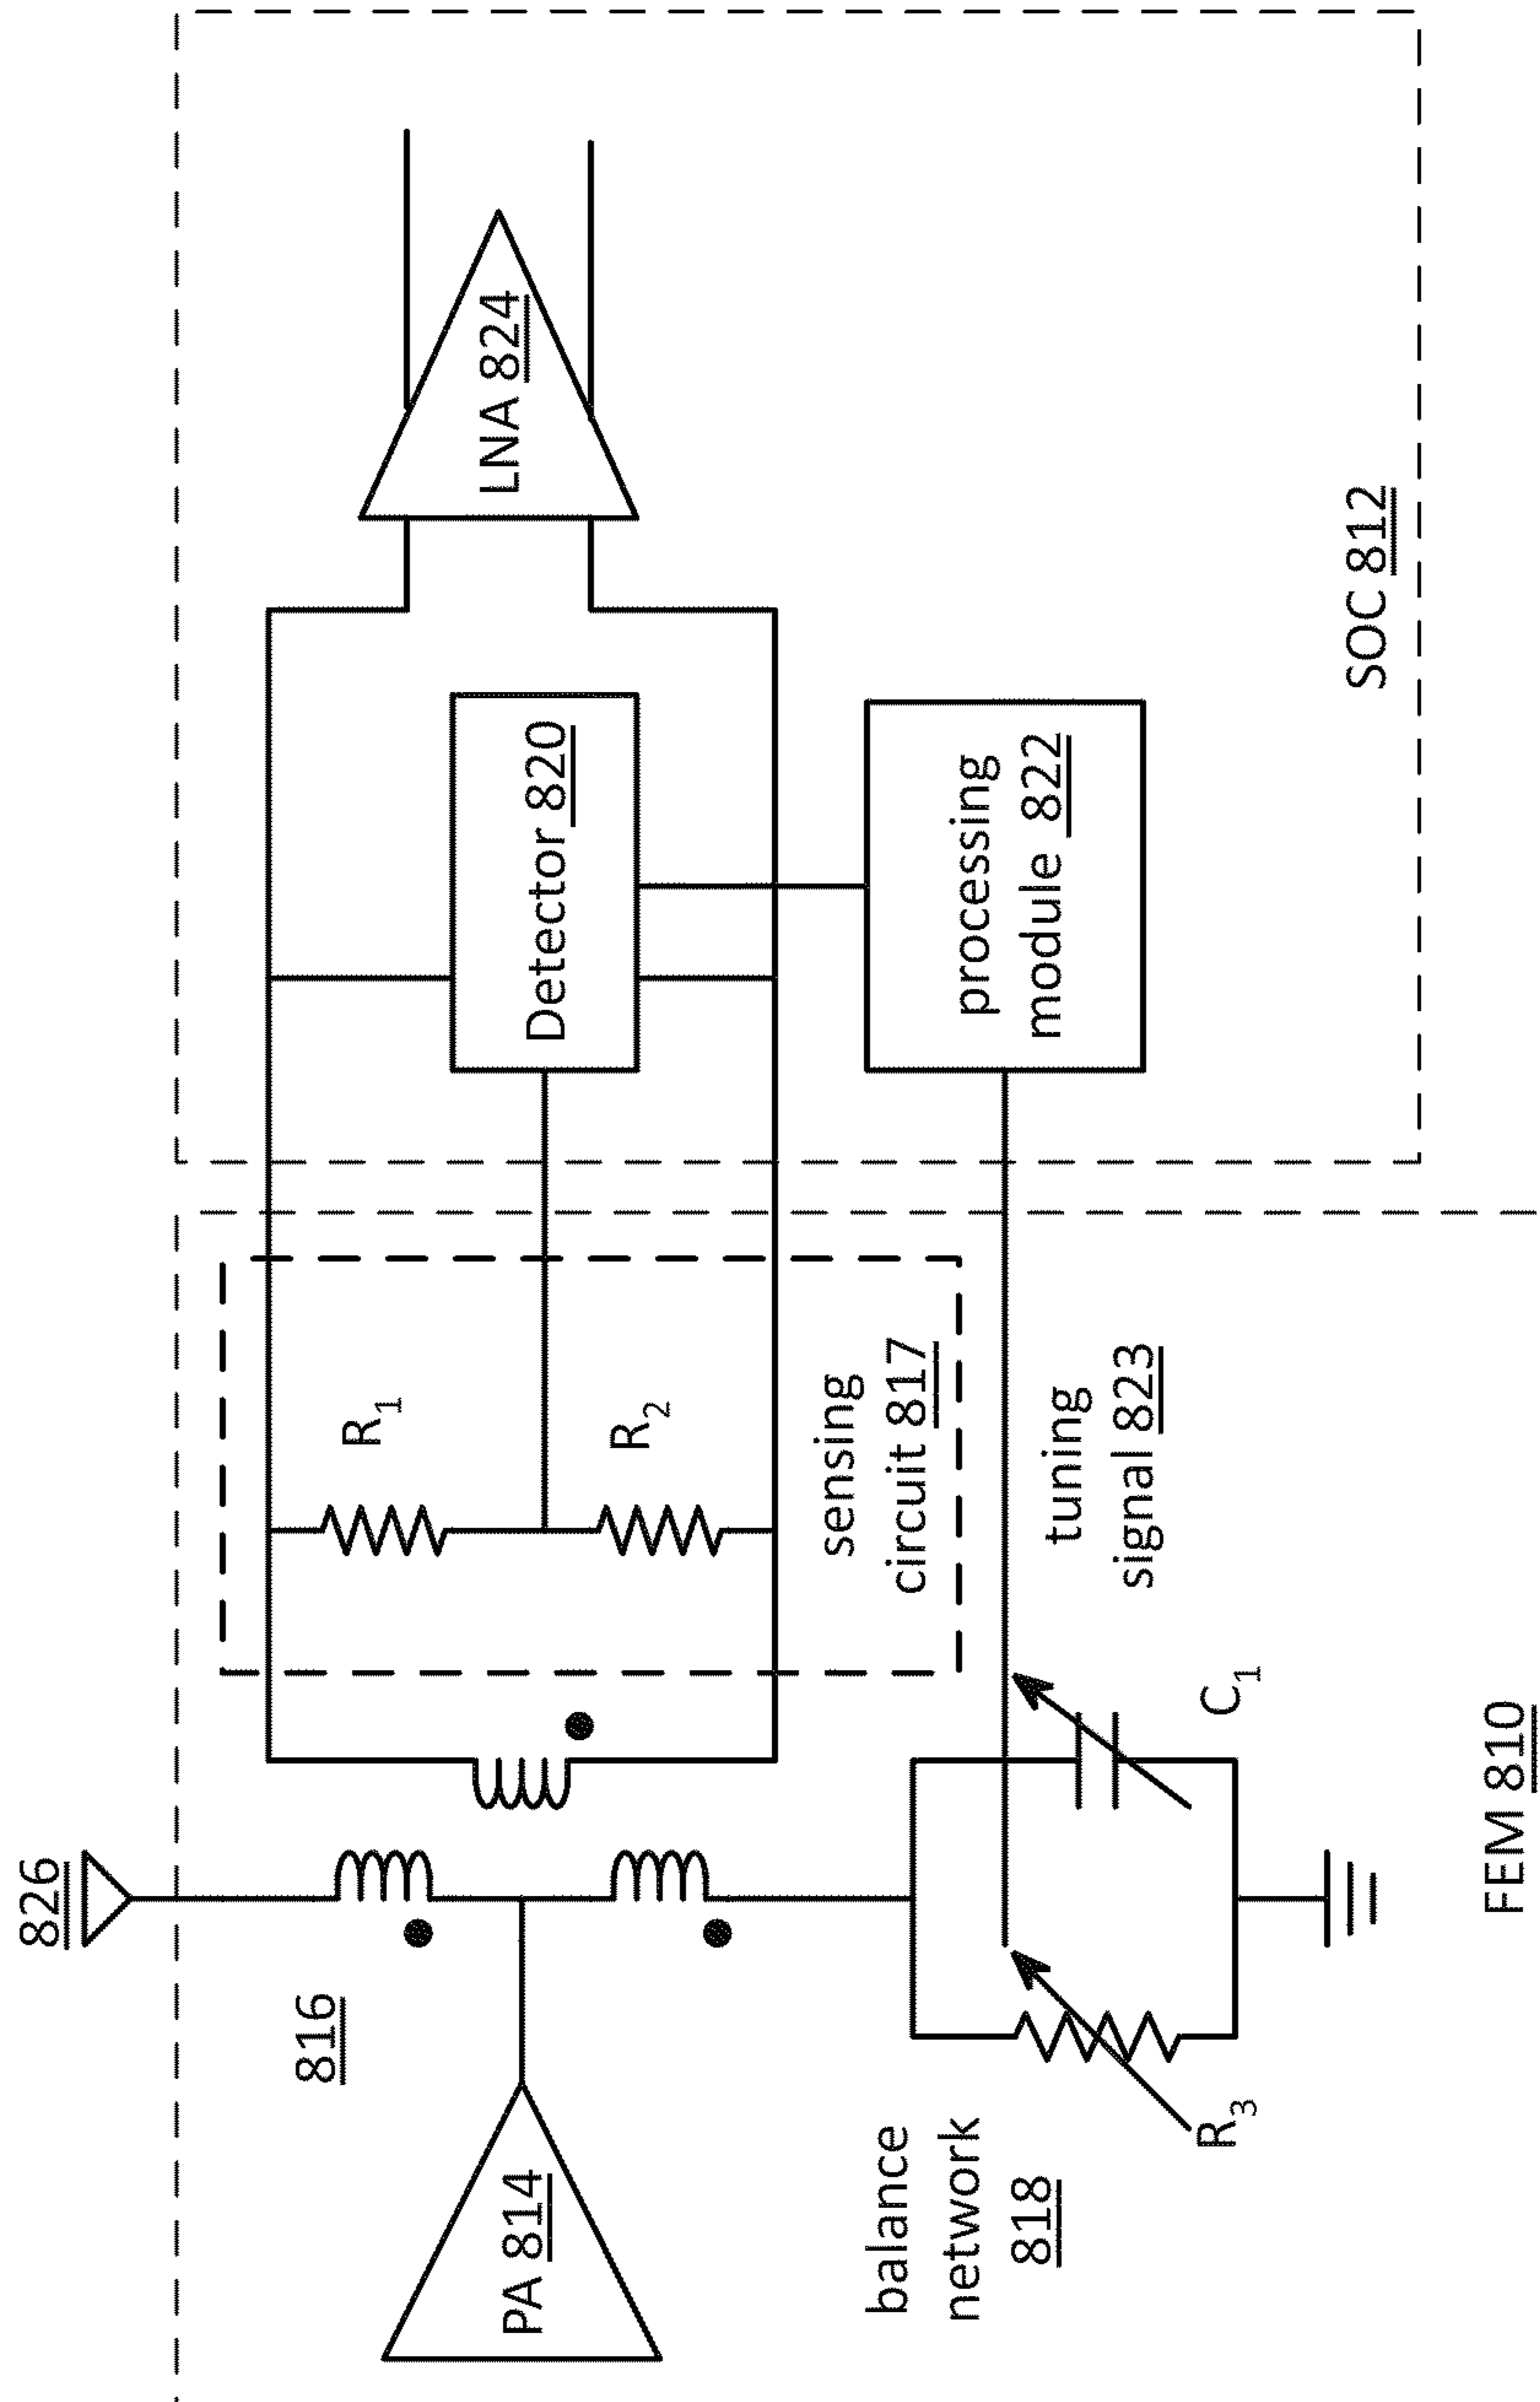 826
816
PA 814
balance
network
818
R3
C1
FEM 810
R1
R2
sensing
circuit 817
tuning
signal 823
Detector 820
processing
module 822
LNA 824
SOC 812